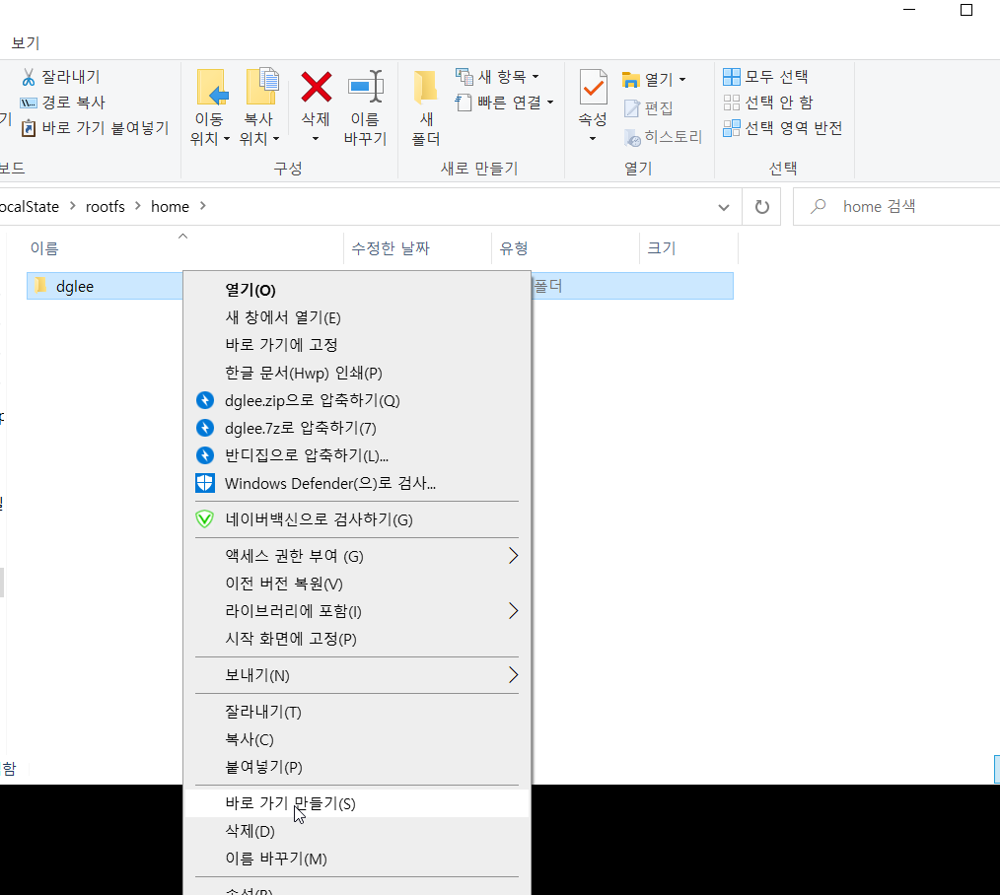 보기
잘라내기
경로 복사
바로 가기 붙여넣기
기
보드
이동
위치
복사
위치
삭제
이름
바꾸기
구성
새
폴더
새 항목
빠른 연결
새로 만들기
속성
열기
편집
히스토리
열기
모두 선택
선택 안 함
선택 영역 반전
선택
ocalState > rootfs > home >
home 검색
이름
수정한 날짜
유형
크기
dglee
폴더
열기(O)
새 창에서 열기(E)
바로 가기에 고정
한글 문서(Hwp) 인쇄(P)
dglee.zip으로 압축하기(Q)
dglee.7z로 압축하기(7)
반디집으로 압축하기(L)...
Windows Defender(으)로 검사...
네이버백신으로 검사하기(G)
액세스 권한 부여 (G)
이전 버전 복원(V)
라이브러리에 포함(I)
시작 화면에 고정(P)
보내기(N)
잘라내기(T)
복사(C)
붙여넣기(P)
바로 가기 만들기(S)
삭제(D)
이름 바꾸기(M)
속성(R)
함